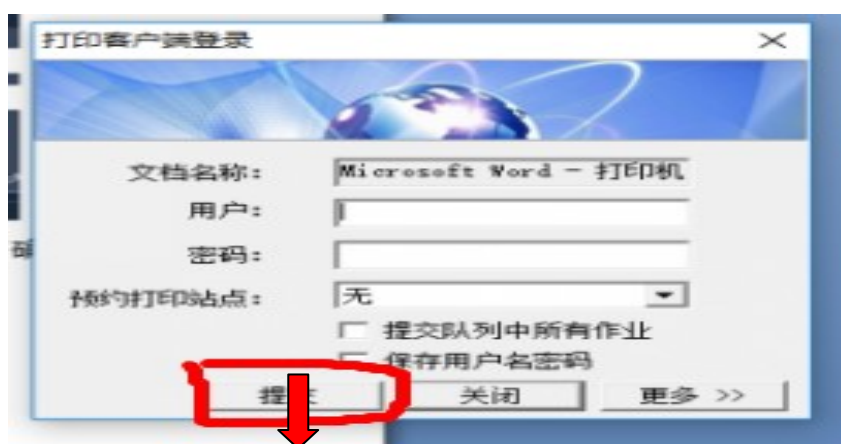 打印客户端登录
文档名称: Microsoft Word - 打印机
用户:
密码:
预约打印站点: 无
提交队列中所有作业
保存用户名密码
关闭 更多 >>